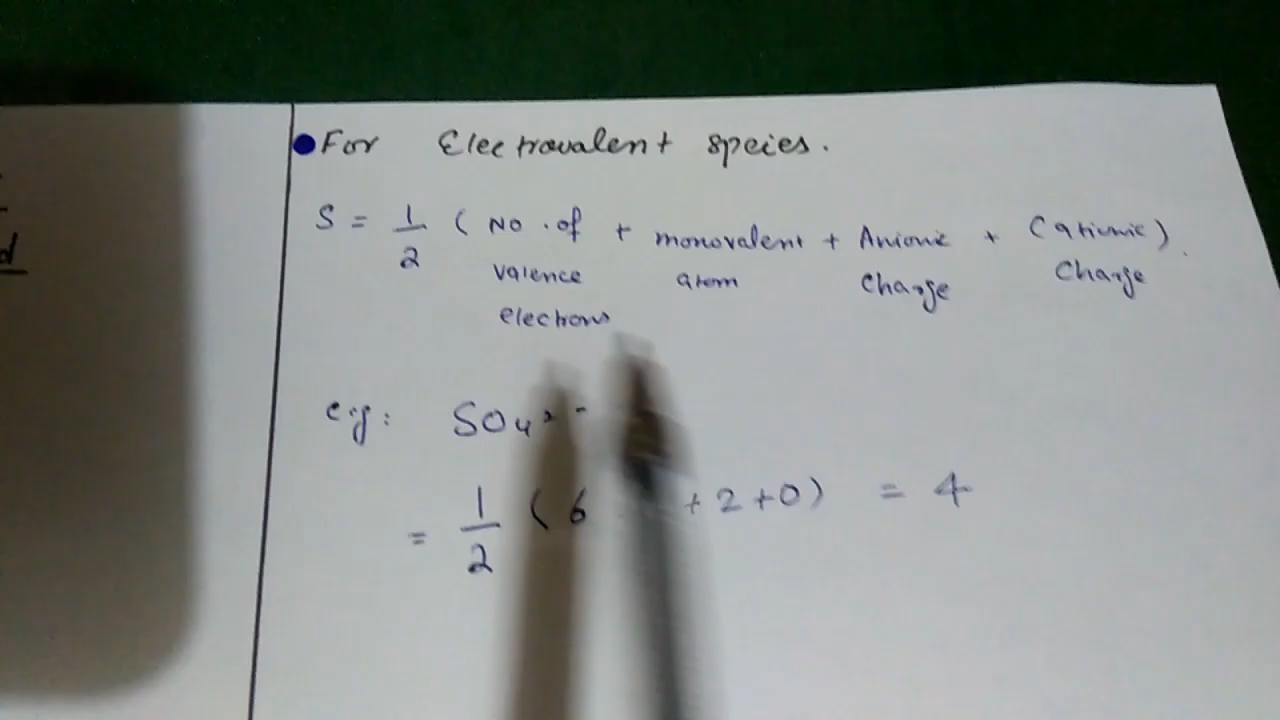 d
For Electrovalent speies.
S = 1/2 ( No. of + monovalent + Anionic + Cationic ).
valence atom Charge Charge
electrons
e.g: SO4 2-
= 1/2 ( 6 + 2 + 0 ) = 4